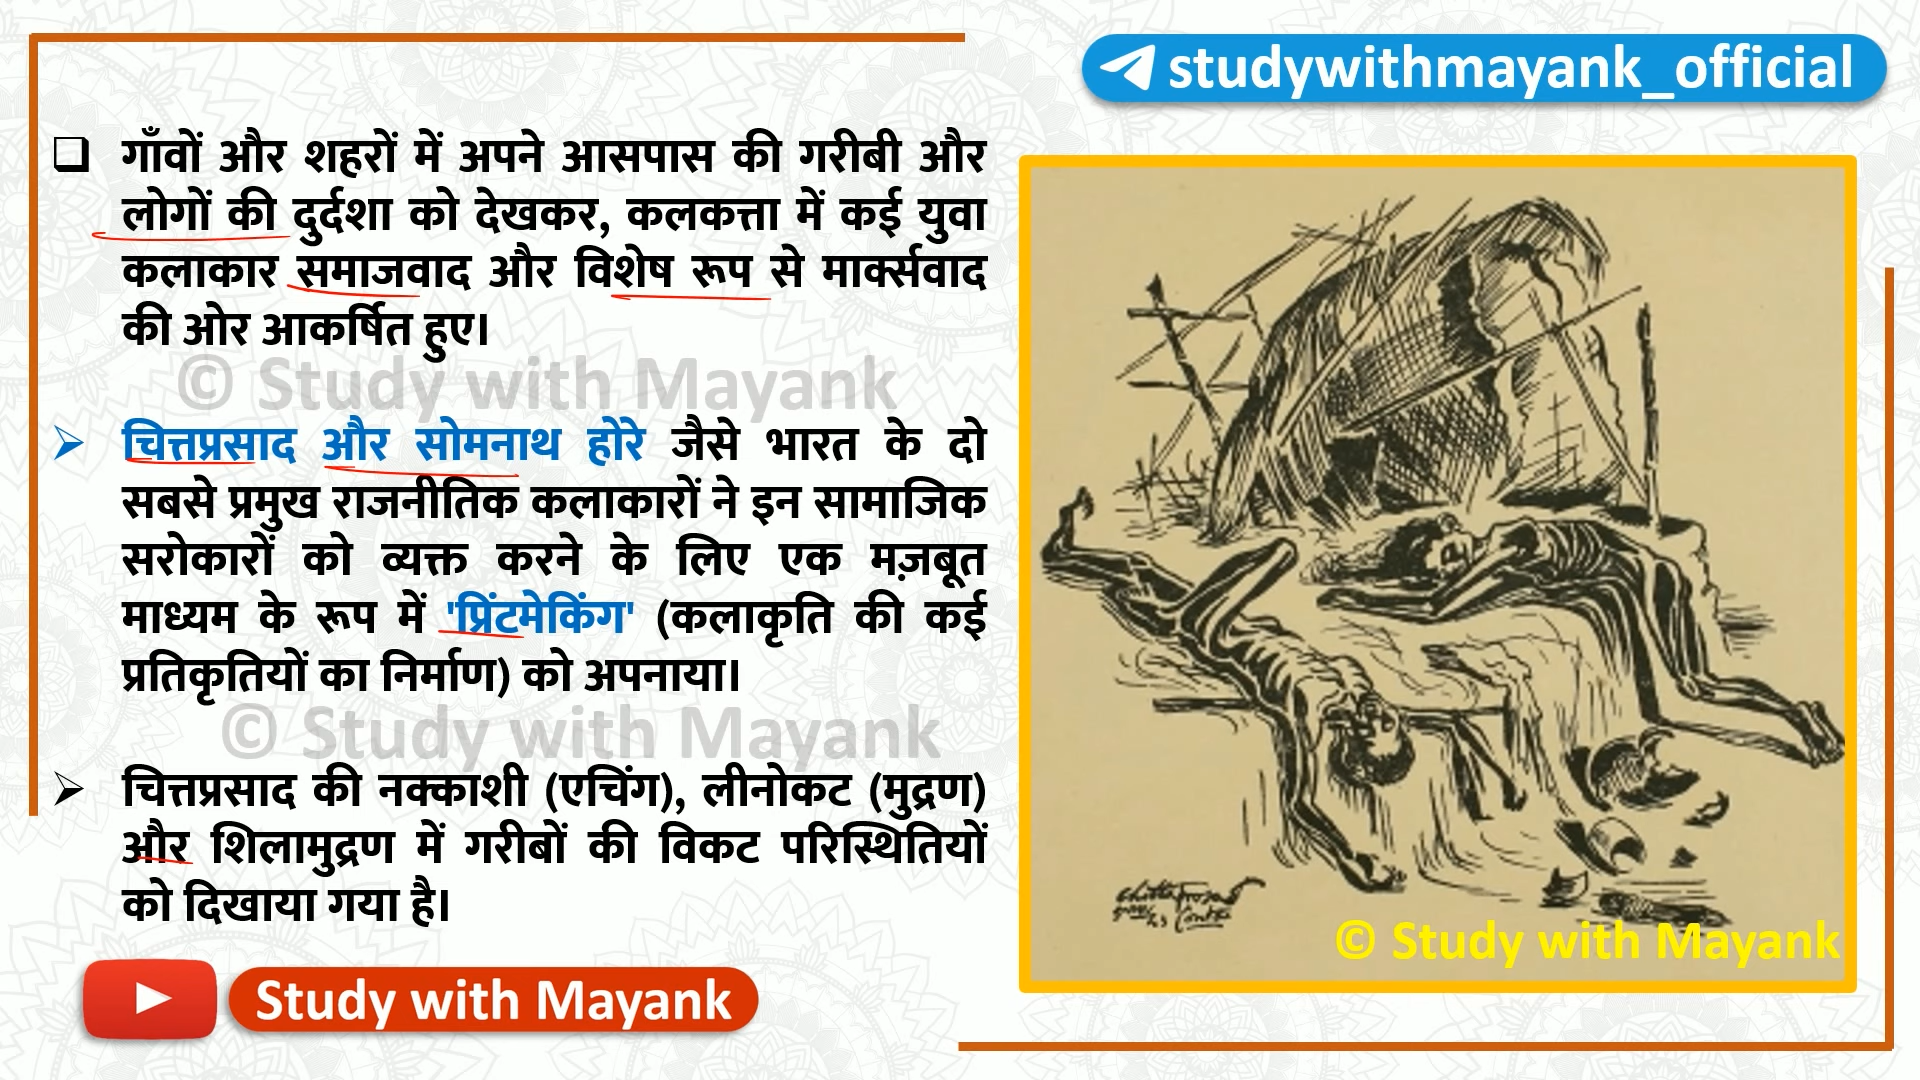 studywithmayank_official
गाँवों और शहरों में अपने आसपास की गरीबी और
लोगों की दुर्दशा को देखकर, कलकत्ता में कई युवा
कलाकार समाजवाद और विशेष रूप से मार्क्सवाद
की ओर आकर्षित हुए।
© Study with Mayank
चित्तप्रसाद और सोमनाथ होरे जैसे भारत के दो
सबसे प्रमुख राजनीतिक कलाकारों ने इन सामाजिक
सरोकारों को व्यक्त करने के लिए एक मज़बूत
माध्यम के रूप में 'प्रिंटमेकिंग' (कलाकृति की कई
प्रतिकृतियों का निर्माण) को अपनाया।
© Study with Mayank
चित्तप्रसाद की नक्काशी (एचिंग), लीनोकट (मुद्रण)
और शिलामुद्रण में गरीबों की विकट परिस्थितियों
को दिखाया गया है।
Chittaprosad
© Study with Mayank
Study with Mayank